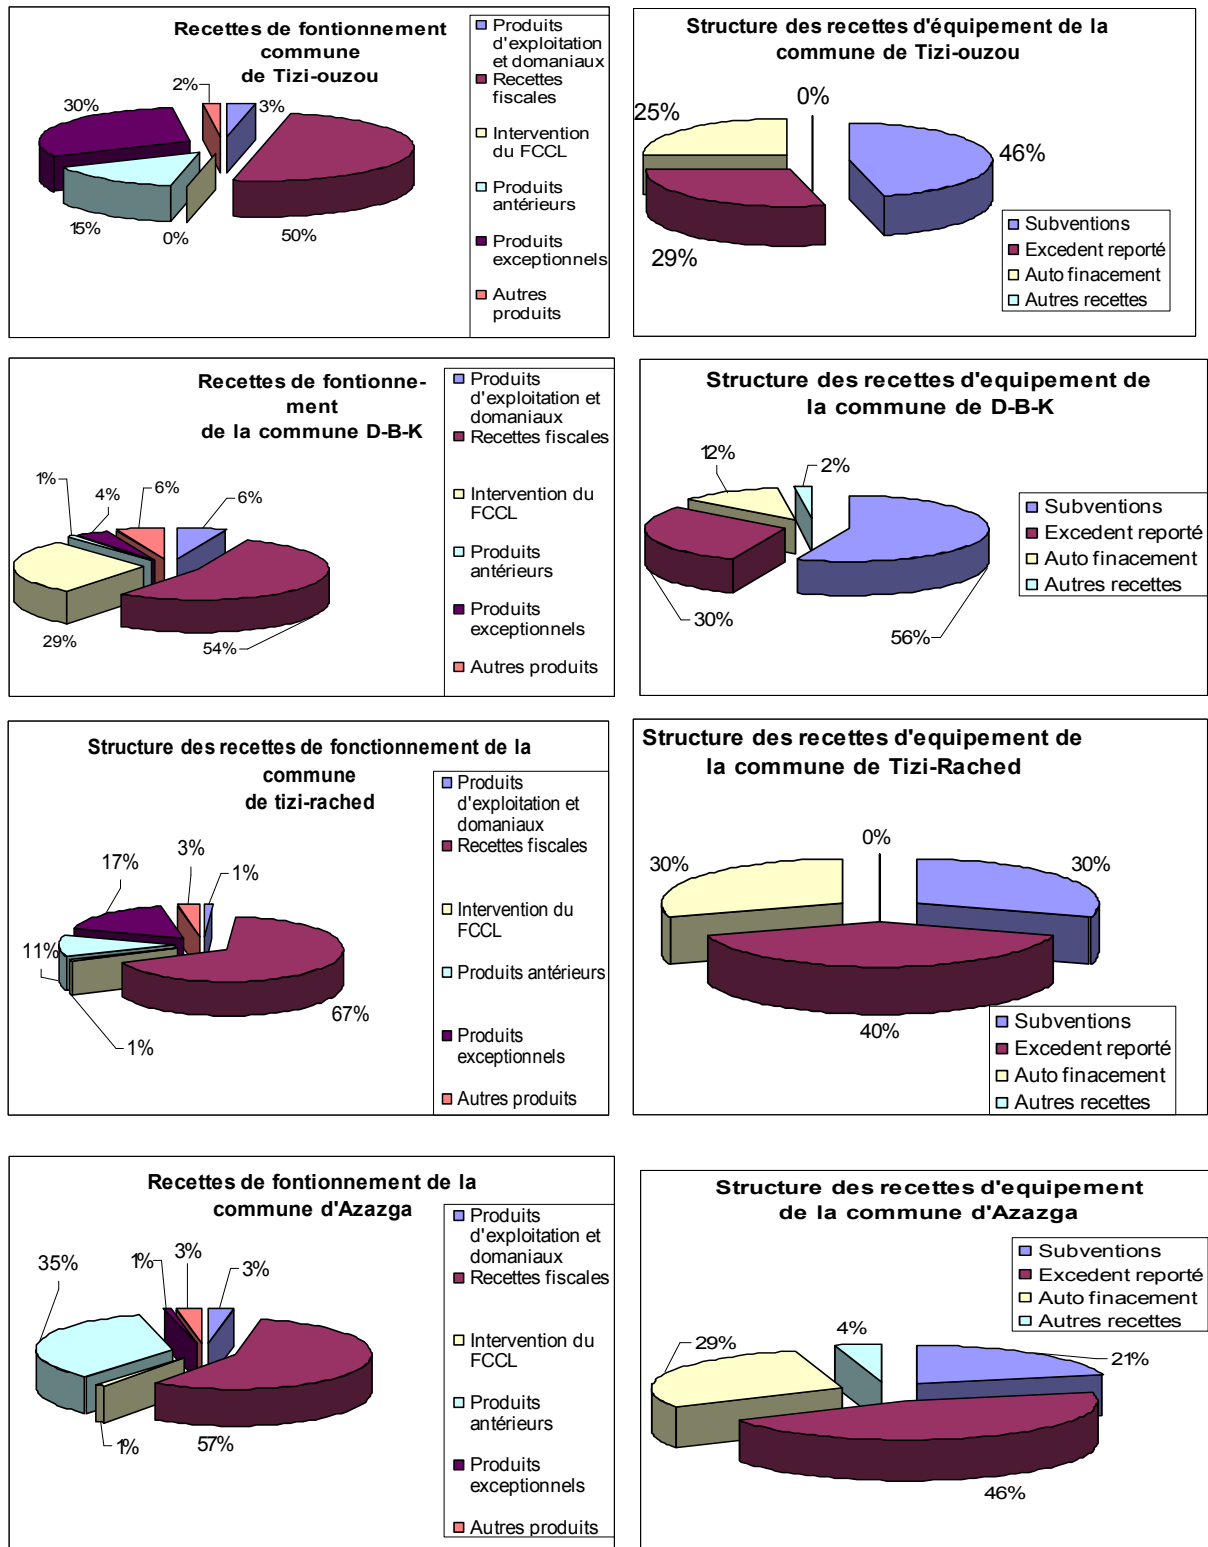 Recettes de fontionnement
commune
de Tizi-ouzou
2%
3%
30%
15%
0%
50%
Produits
d'exploitation
et domaniaux
Recettes
fiscales
Intervention
du FCCL
Produits
antérieurs
Produits
exceptionnels
Autres
produits
Structure des recettes d'équipement de la
commune de Tizi-ouzou
25%
0%
46%
29%
Subventions
Excedent reporté
Auto finacement
Autres recettes
Recettes de fontionne-
ment
de la commune D-B-K
1%
4%
6%
6%
29%
54%
Produits
d'exploitation et
domaniaux
Recettes fiscales
Intervention du
FCCL
Produits
antérieurs
Produits
exceptionnels
Autres produits
Structure des recettes d'equipement de
la commune de D-B-K
12%
2%
30%
56%
Subventions
Excedent reporté
Auto finacement
Autres recettes
Structure des recettes de fonctionnement de la
commune
de tizi-rached
17%
3%
1%
11%
1%
67%
Produits
d'exploitation et
domaniaux
Recettes fiscales
Intervention du
FCCL
Produits antérieurs
Produits
exceptionnels
Autres produits
Structure des recettes d'equipement de
la commune de Tizi-Rached
30%
0%
30%
40%
Subventions
Excedent reporté
Auto finacement
Autres recettes
Recettes de fontionnement de la
commune d'Azazga
35%
1%
3%
3%
1%
57%
Produits
d'exploitation et
domaniaux
Recettes fiscales
Intervention du
FCCL
Produits
antérieurs
Produits
exceptionnels
Autres produits
Structure des recettes d'equipement
de la commune d'Azazga
Subventions
Excedent reporté
Auto finacement
Autres recettes
29%
4%
21%
46%